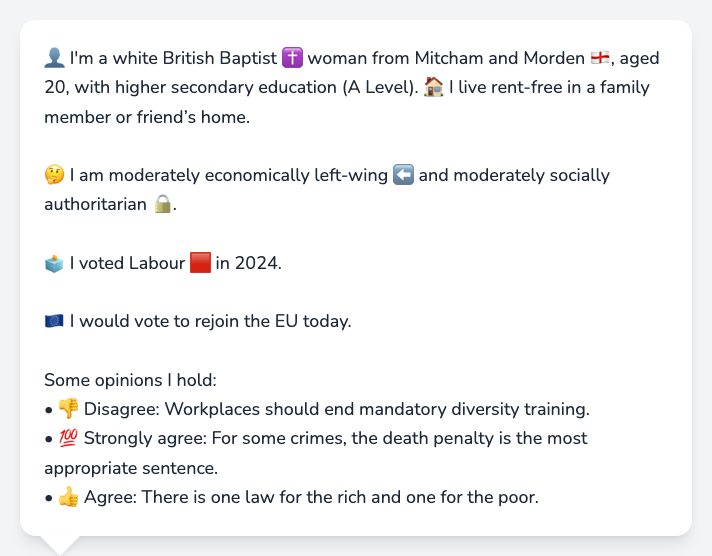 👤 I'm a white British Baptist ✝️ woman from Mitcham and Morden 🏴󠁧󠁢󠁥󠁮󠁧󠁿, aged
20, with higher secondary education (A Level). 🏠 I live rent-free in a family
member or friend’s home.
🤔 I am moderately economically left-wing ⬅️ and moderately socially
authoritarian 🔒.
🗳️ I voted Labour 🟥 in 2024.
🇪🇺 I would vote to rejoin the EU today.
Some opinions I hold:
• 👎 Disagree: Workplaces should end mandatory diversity training.
• 💯 Strongly agree: For some crimes, the death penalty is the most
appropriate sentence.
• 👍 Agree: There is one law for the rich and one for the poor.